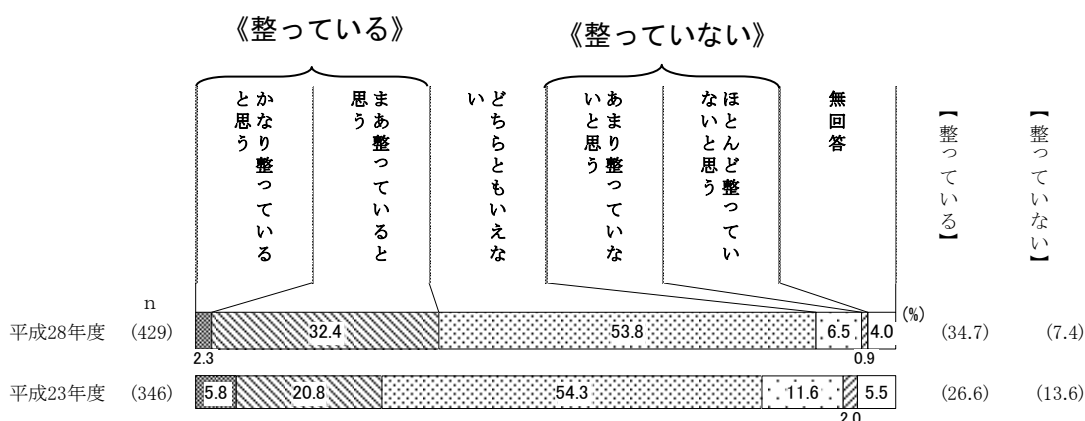 《整っている》
《整っていない》
かなり整っている
と思う
まあ整っていると
思う
どちらともいえな
い
あまり整っていな
いと思う
ほとんど整ってい
ないと思う
無回答
【整っている】
【整っていない】
n
(%)
平成28年度 (429) 32.4 53.8 6.5 4.0 (34.7) (7.4)
2.3 0.9
平成23年度 (346) 5.8 20.8 54.3 11.6 5.5 (26.6) (13.6)
2.0